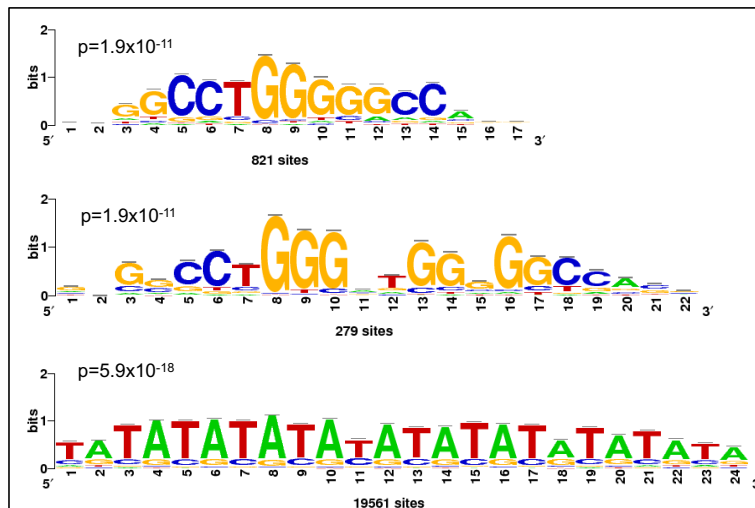 2
p=1.9x10⁻¹¹
bits
1
GGCCTGGGGGCCA
0
5′ 1 2 3 4 5 6 7 8 9 10 11 12 13 14 15 16 17 3′
821 sites
2
p=1.9x10⁻¹¹
bits
1
GGGCCTGGGTGGGGGCCAC
0
5′ 1 2 3 4 5 6 7 8 9 10 11 12 13 14 15 16 17 18 19 20 21 22 3′
279 sites
2
p=5.9x10⁻¹⁸
bits
1
TATATATATATATATATATATATA
0
5′ 1 2 3 4 5 6 7 8 9 10 11 12 13 14 15 16 17 18 19 20 21 22 23 24
19561 sites